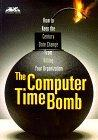 How to
Keep the
Century
Date Change
From
Killing
Your Organization
The Computer
Time Bomb